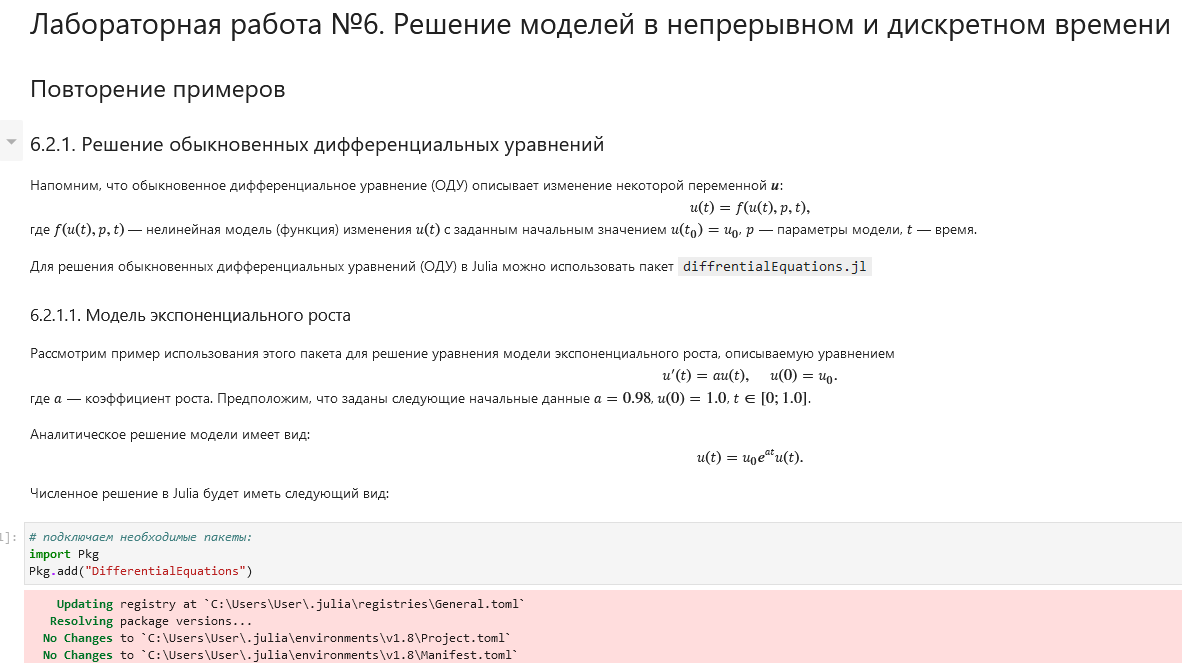 Лабораторная работа №6. Решение моделей в непрерывном и дискретном времени
Повторение примеров
6.2.1. Решение обыкновенных дифференциальных уравнений
Напомним, что обыкновенное дифференциальное уравнение (ОДУ) описывает изменение некоторой переменной u:
u(t) = f(u(t), p, t),
где f(u(t), p, t) — нелинейная модель (функция) изменения u(t) с заданным начальным значением u(t₀) = u₀, p — параметры модели, t — время.
Для решения обыкновенных дифференциальных уравнений (ОДУ) в Julia можно использовать пакет diffrentialEquations.jl
6.2.1.1. Модель экспоненциального роста
Рассмотрим пример использования этого пакета для решение уравнения модели экспоненциального роста, описываемую уравнением
u′(t) = au(t), u(0) = u₀.
где a — коэффициент роста. Предположим, что заданы следующие начальные данные a = 0.98, u(0) = 1.0, t ∈ [0; 1.0].
Аналитическое решение модели имеет вид:
u(t) = u₀eᵃᵗu(t).
Численное решение в Julia будет иметь следующий вид:
1]: # подключаем необходимые пакеты:
import Pkg
Pkg.add("DifferentialEquations")
Updating registry at `C:\Users\User\.julia\registries\General.toml`
Resolving package versions...
No Changes to `C:\Users\User\.julia\environments\v1.8\Project.toml`
No Changes to `C:\Users\User\.julia\environments\v1.8\Manifest.toml`